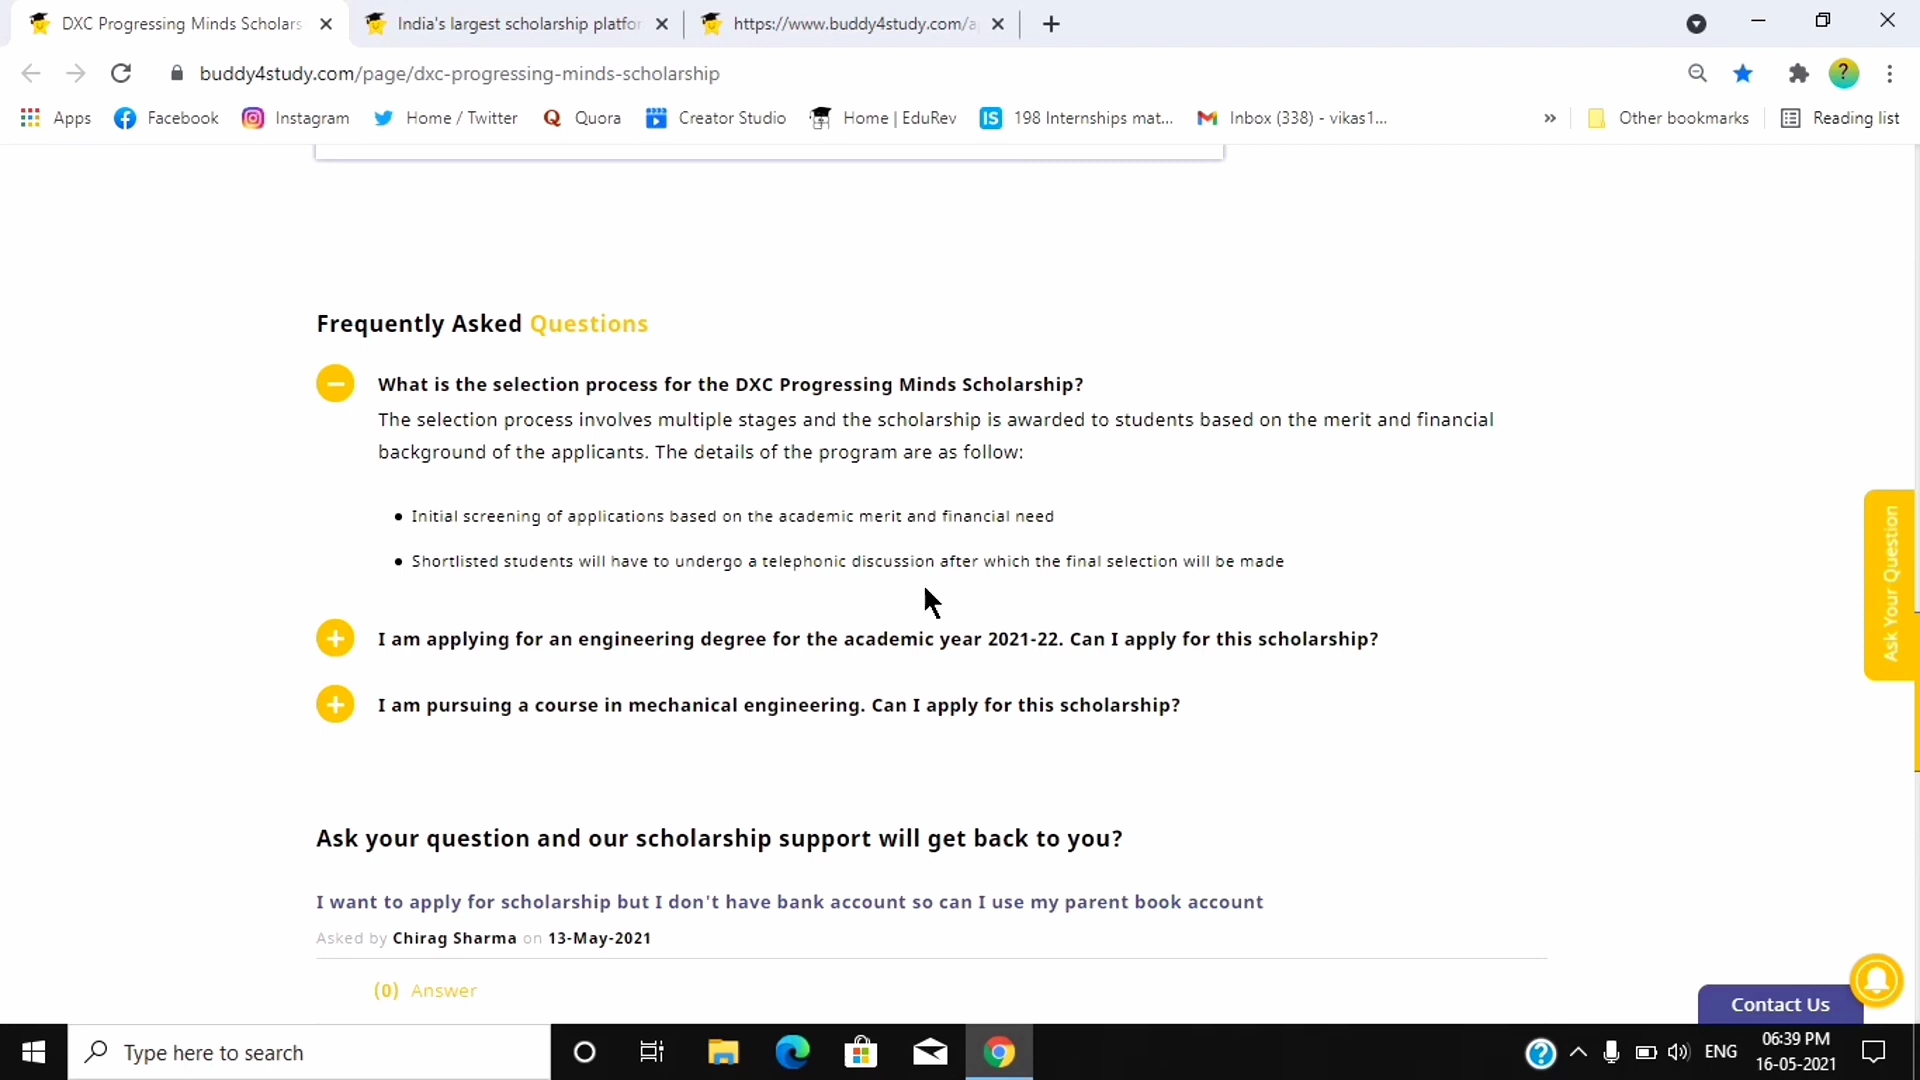 DXC Progressing Minds Scholars
India's largest scholarship platfo
https://www.buddy4study.com/a
buddy4study.com/page/dxc-progressing-minds-scholarship
?
Apps
Facebook
Instagram
Home / Twitter
Quora
Creator Studio
Home | EduRev
IS
198 Internships mat...
Inbox (338) - vikas1...
»
Other bookmarks
Reading list
Frequently Asked Questions
What is the selection process for the DXC Progressing Minds Scholarship?
The selection process involves multiple stages and the scholarship is awarded to students based on the merit and financial
background of the applicants. The details of the program are as follow:
• Initial screening of applications based on the academic merit and financial need
• Shortlisted students will have to undergo a telephonic discussion after which the final selection will be made
I am applying for an engineering degree for the academic year 2021-22. Can I apply for this scholarship?
I am pursuing a course in mechanical engineering. Can I apply for this scholarship?
Ask Your Question
Ask your question and our scholarship support will get back to you?
I want to apply for scholarship but I don't have bank account so can I use my parent book account
Asked by Chirag Sharma on 13-May-2021
(0) Answer
Contact Us
Type here to search
?
ENG
06:39 PM
16-05-2021